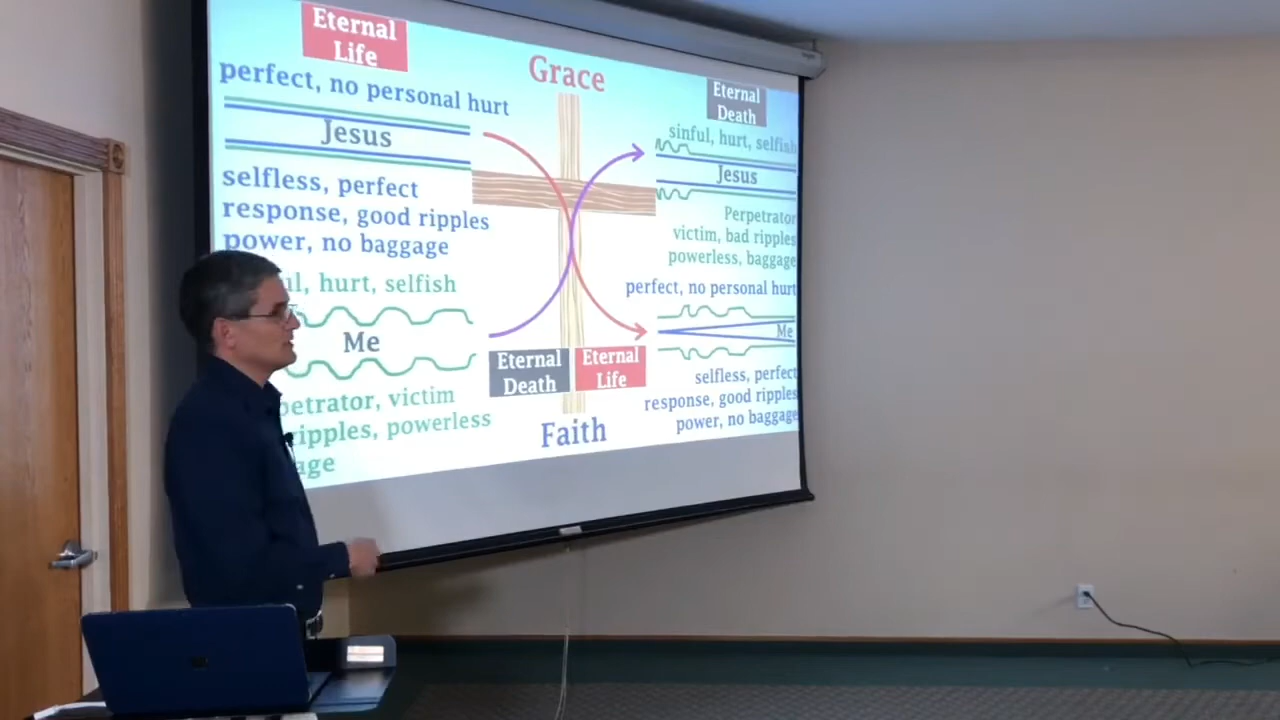 Eternal
Life
perfect, no personal hurt
Jesus
selfless, perfect
response, good ripples
power, no baggage
hurt, selfish
Me
victim
ripples, powerless
Grace
Eternal
Death
Eternal
Life
Faith
Eternal
Death
sinful, hurt, selfish
Jesus
Perpetrator
victim, bad ripples
powerless, baggage
perfect, no personal hurt
Me
selfless, perfect
response, good ripples
power, no baggage